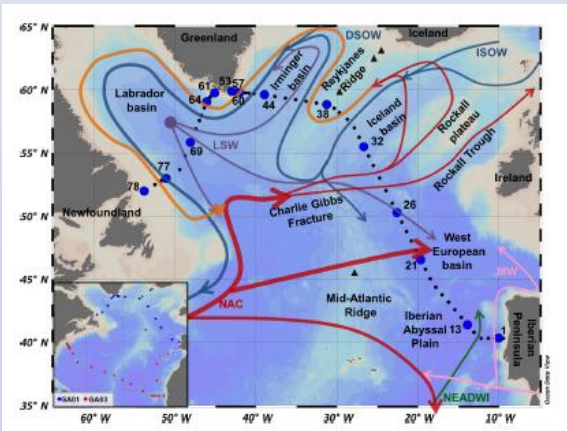 65°N
60°N
55°N
50°N
45°N
40°N
35°N
60°W
50°W
40°W
30°W
20°W
10°W
Greenland
DSOW
Iceland
ISOW
Irminger
basin
Reykjanes
Ridge
53
57
61
60
64
44
38
Labrador
basin
LSW
69
77
78
Newfoundland
Iceland
basin
32
Rockall
plateau
Rockall Trough
Ireland
Charlie Gibbs
Fracture
26
West
European
basin
21
MW
NAC
Mid-Atlantic
Ridge
Iberian
Abyssal
Plain
13
1
Iberian
Peninsula
NEADWI
GA01
GA03
Ocean Data View